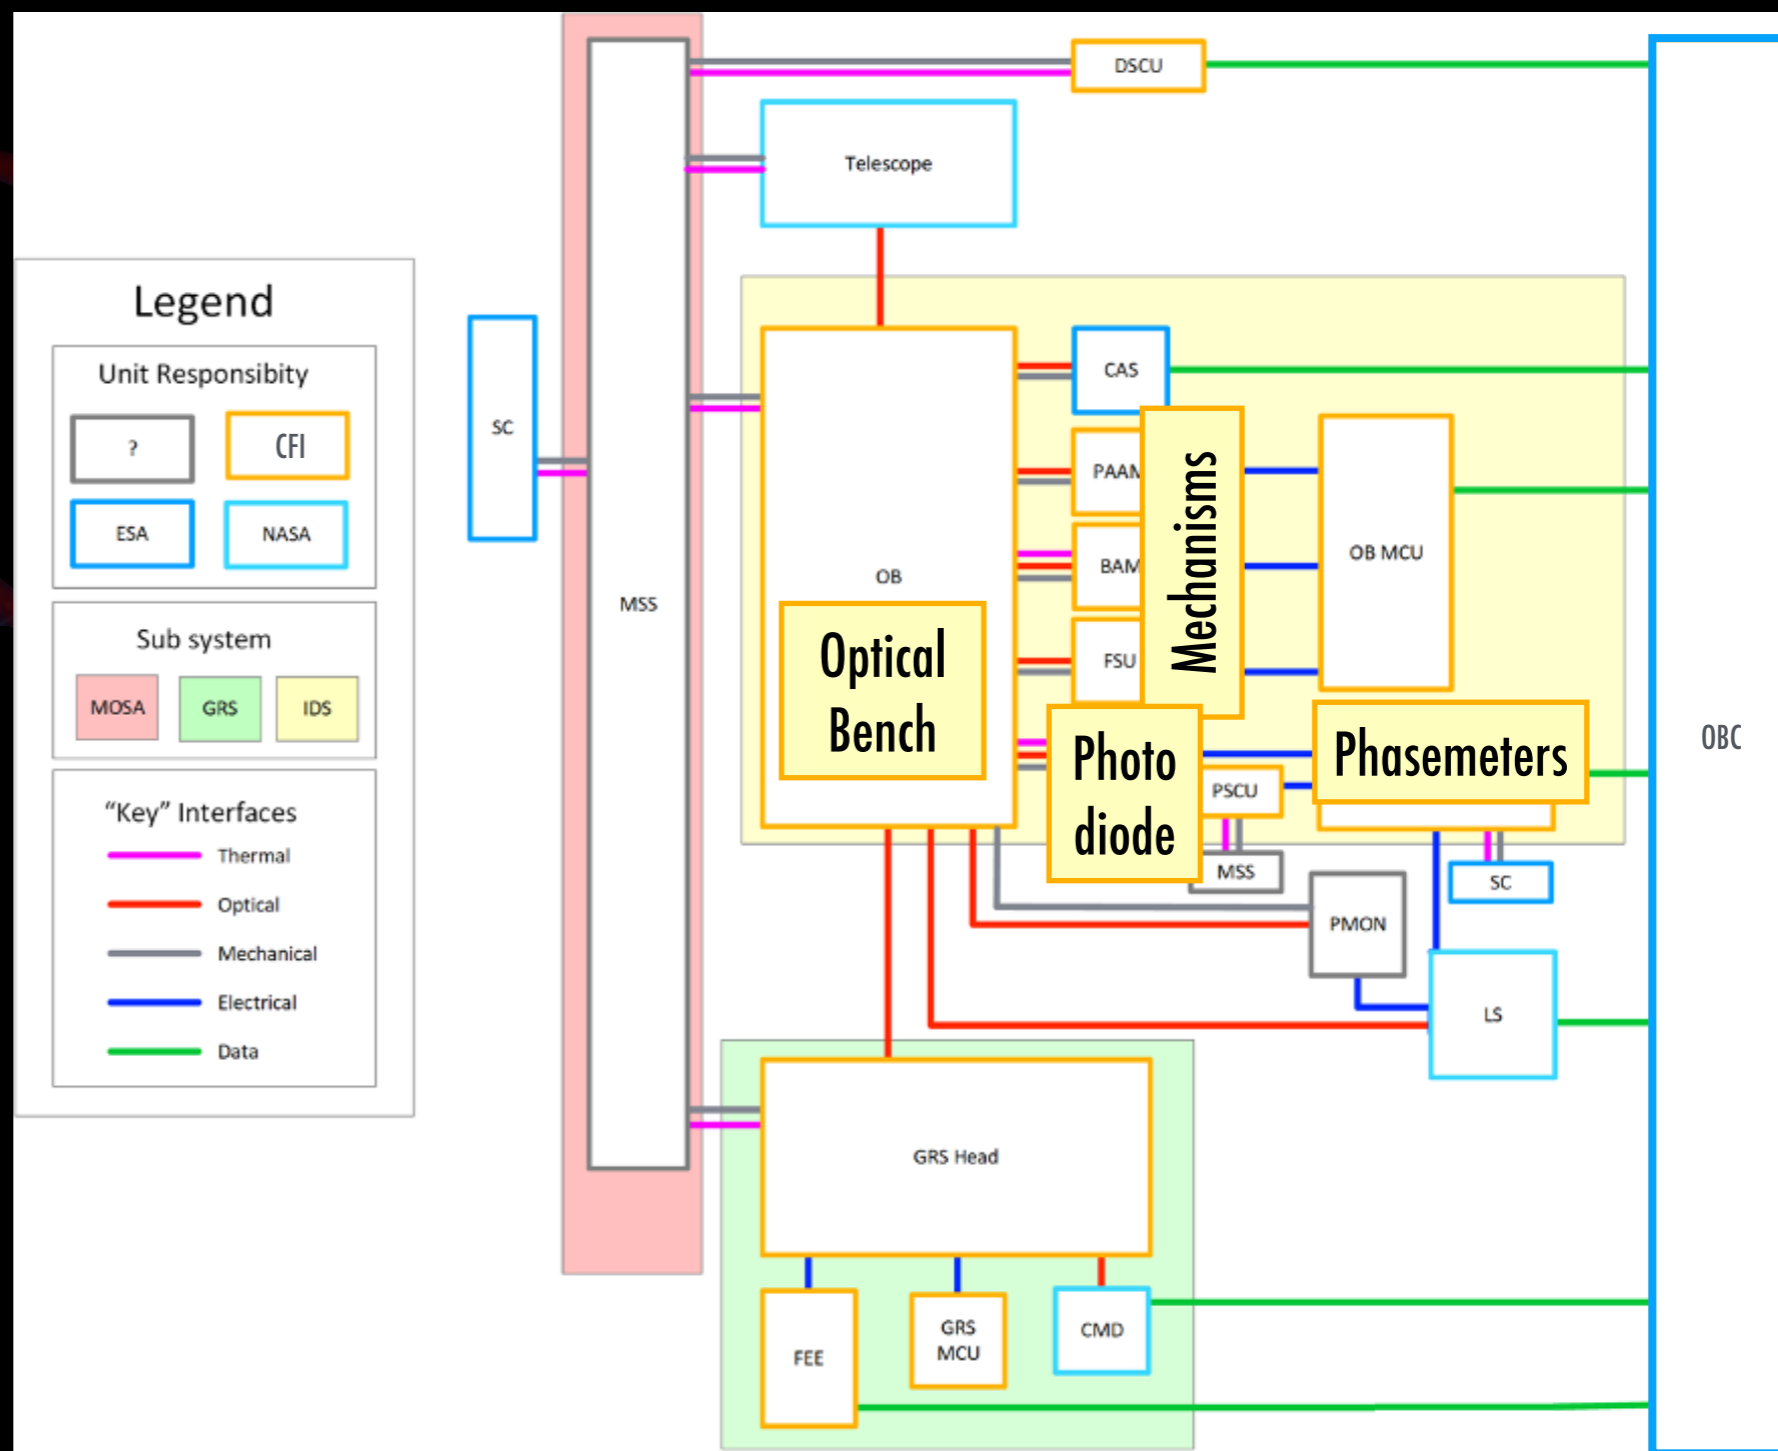 DSCU
Telescope
Legend
Unit Responsibity
?
CFI
ESA
NASA
Sub system
MOSA
GRS
IDS
"Key" Interfaces
Thermal
Optical
Mechanical
Electrical
Data
SC
MSS
OB
Optical
Bench
CAS
PAAM
BAM
FSU
Mechanisms
OB MCU
Photo
diode
Phasemeters
PSCU
MSS
SC
PMON
LS
OBC
GRS Head
FEE
GRS
MCU
CMD